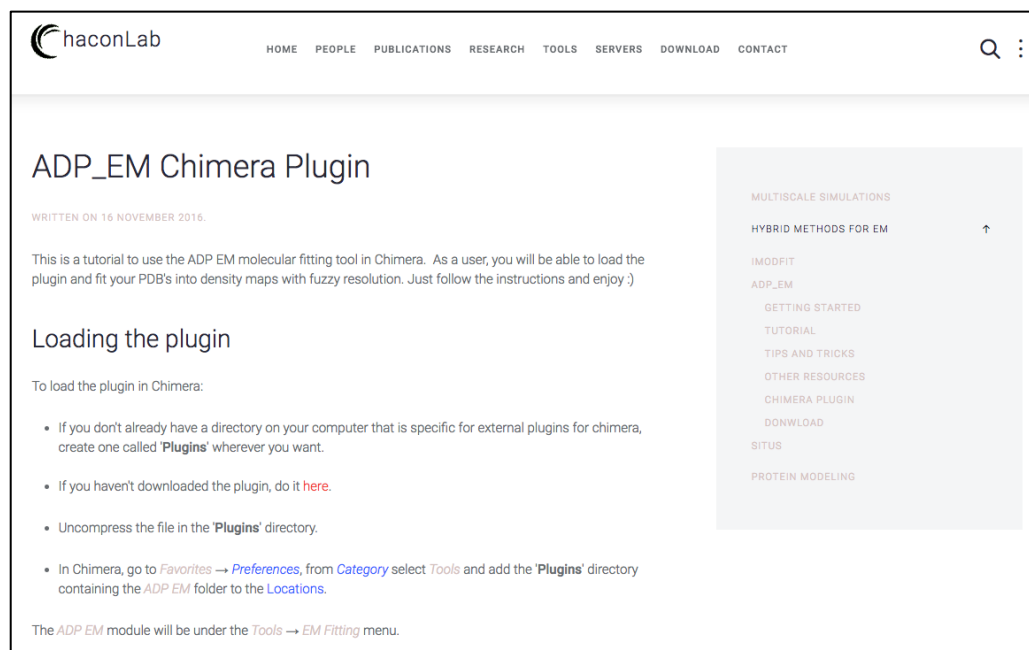 ChaconLab
HOME PEOPLE PUBLICATIONS RESEARCH TOOLS SERVERS DOWNLOAD CONTACT
ADP_EM Chimera Plugin
WRITTEN ON 16 NOVEMBER 2016.
This is a tutorial to use the ADP EM molecular fitting tool in Chimera. As a user, you will be able to load the
plugin and fit your PDB's into density maps with fuzzy resolution. Just follow the instructions and enjoy :)
Loading the plugin
To load the plugin in Chimera:
• If you don't already have a directory on your computer that is specific for external plugins for chimera,
create one called 'Plugins' wherever you want.
• If you haven't downloaded the plugin, do it here.
• Uncompress the file in the 'Plugins' directory.
• In Chimera, go to Favorites → Preferences, from Category select Tools and add the 'Plugins' directory
containing the ADP EM folder to the Locations.
The ADP EM module will be under the Tools → EM Fitting menu.
MULTISCALE SIMULATIONS
HYBRID METHODS FOR EM ↑
IMODFIT
ADP_EM
GETTING STARTED
TUTORIAL
TIPS AND TRICKS
OTHER RESOURCES
CHIMERA PLUGIN
DONWLOAD
SITUS
PROTEIN MODELING